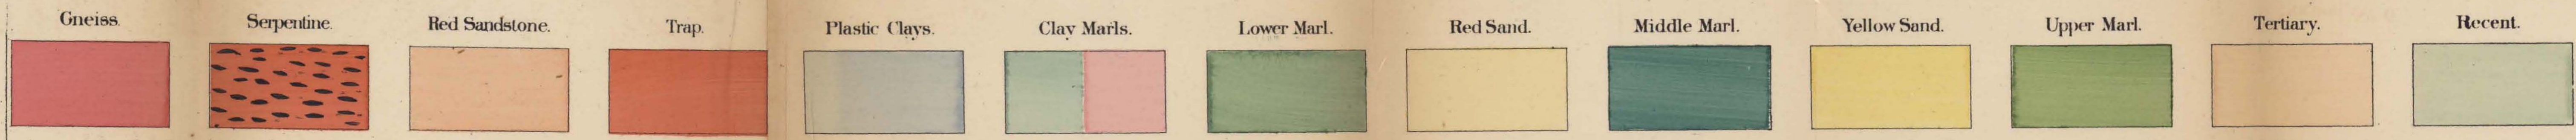 Gneiss. Serpentine. Red Sandstone. Trap. Plastic Clays. Clay Marls. Lower Marl. Red Sand. Middle Marl. Yellow Sand. Upper Marl. Tertiary. Recent.